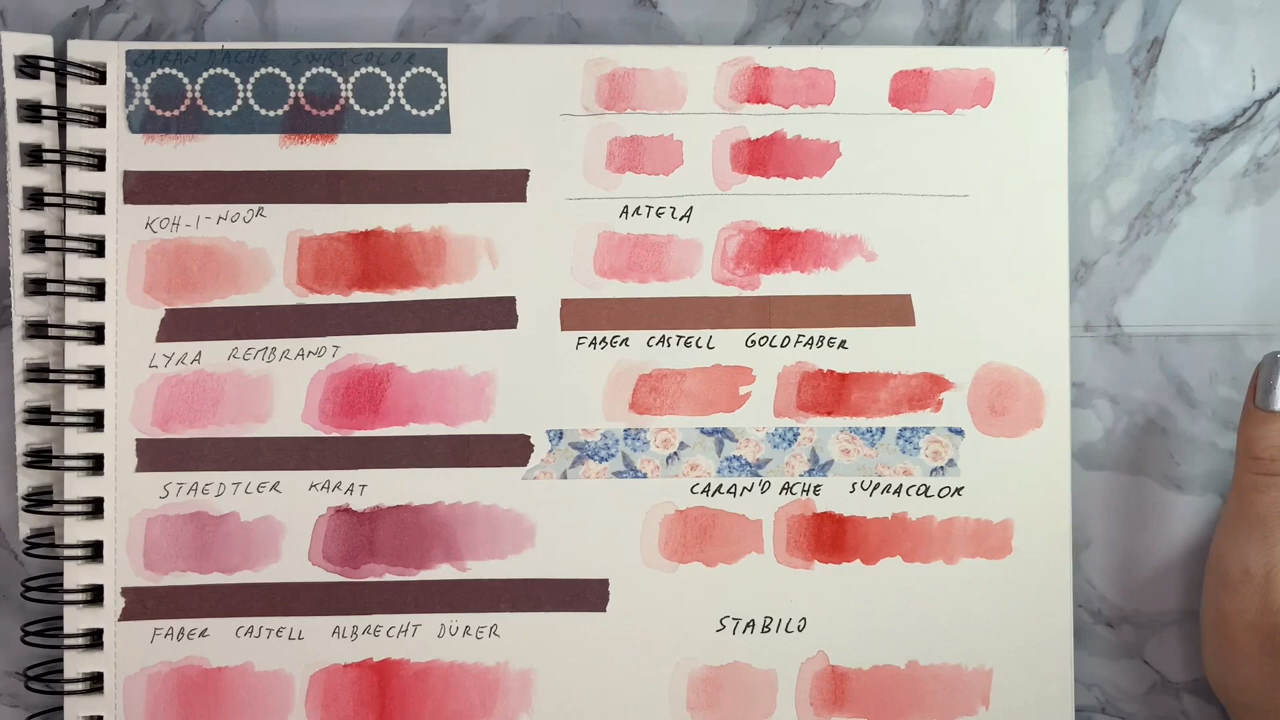 CARAN D'ACHE SWISSCOLOR
KOH-I-NOOR
LYRA REMBRANDT
STAEDTLER KARAT
FABER CASTELL ALBRECHT DÜRER
ARTEZA
FABER CASTELL GOLDFABER
CARAN'D ACHE SUPRACOLOR
STABILO